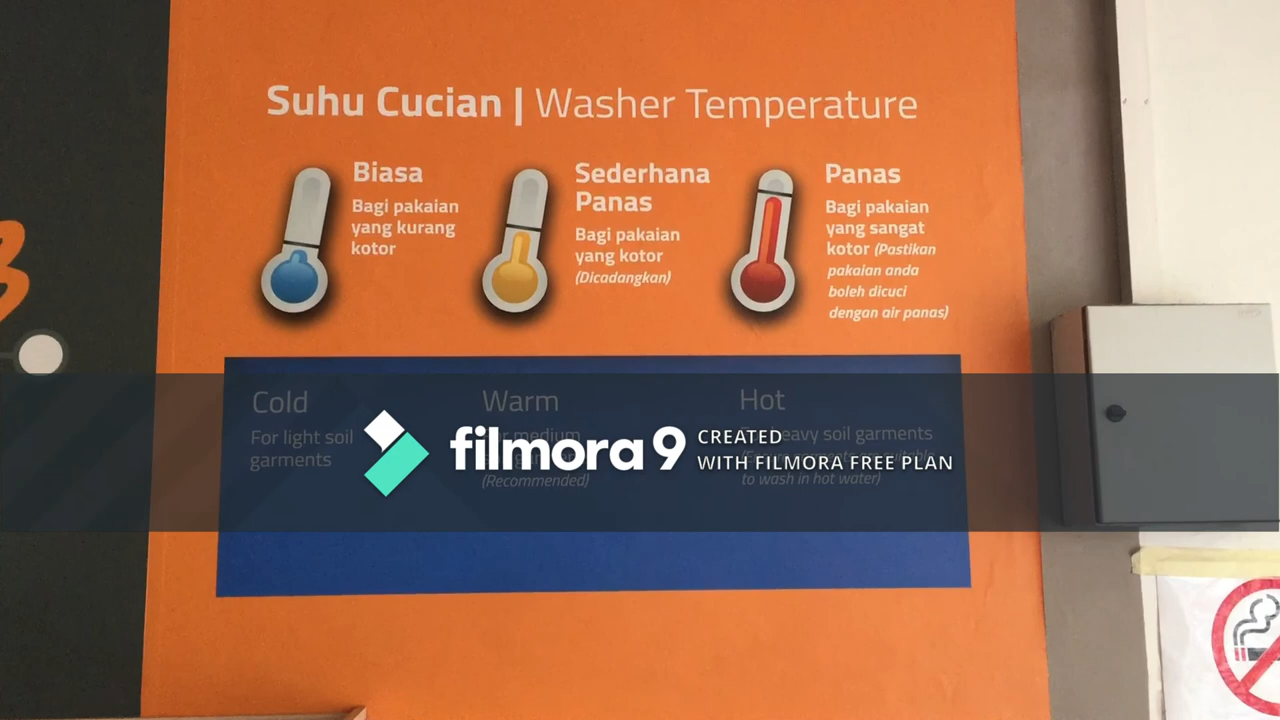 Suhu Cucian | Washer Temperature
Biasa
Bagi pakaian
yang kurang
kotor
Sederhana
Panas
Bagi pakaian
yang kotor
(Dicadangkan)
Panas
Bagi pakaian
yang sangat
kotor (Pastikan
pakaian anda
boleh dicuci
dengan air panas)
Cold
For light soil
garments
Warm
medium
(Recommended)
Hot
heavy soil garments
to wash in hot water)
filmora 9
CREATED
WITH FILMORA FREE PLAN